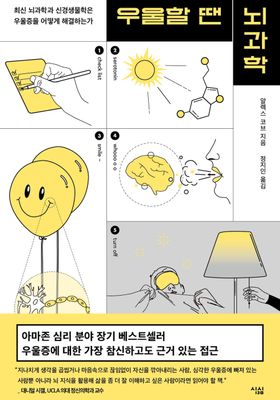 최신 뇌과학과 신경생물학은
우울증을 어떻게 해결하는가
우울할 땐
뇌과학
앨릭스 코브 지음
정지인 옮김
1
check list
2
serotonin
3
smile ~
4
whooo o o
5
turn off
아마존 심리 분야 장기 베스트셀러
우울증에 대한 가장 참신하고도 근거 있는 접근
"지나치게 생각을 곱씹거나 마음속으로 끊임없이 자신을 깎아내리는 사람, 심각한 우울증에 빠져 있는
사람뿐 아니라 뇌 지식을 활용해 삶을 좀 더 잘 이해하고 싶은 사람이라면 읽어야 할 책."
_ 대니얼 시겔, UCLA 의대 정신의학과 교수
심심